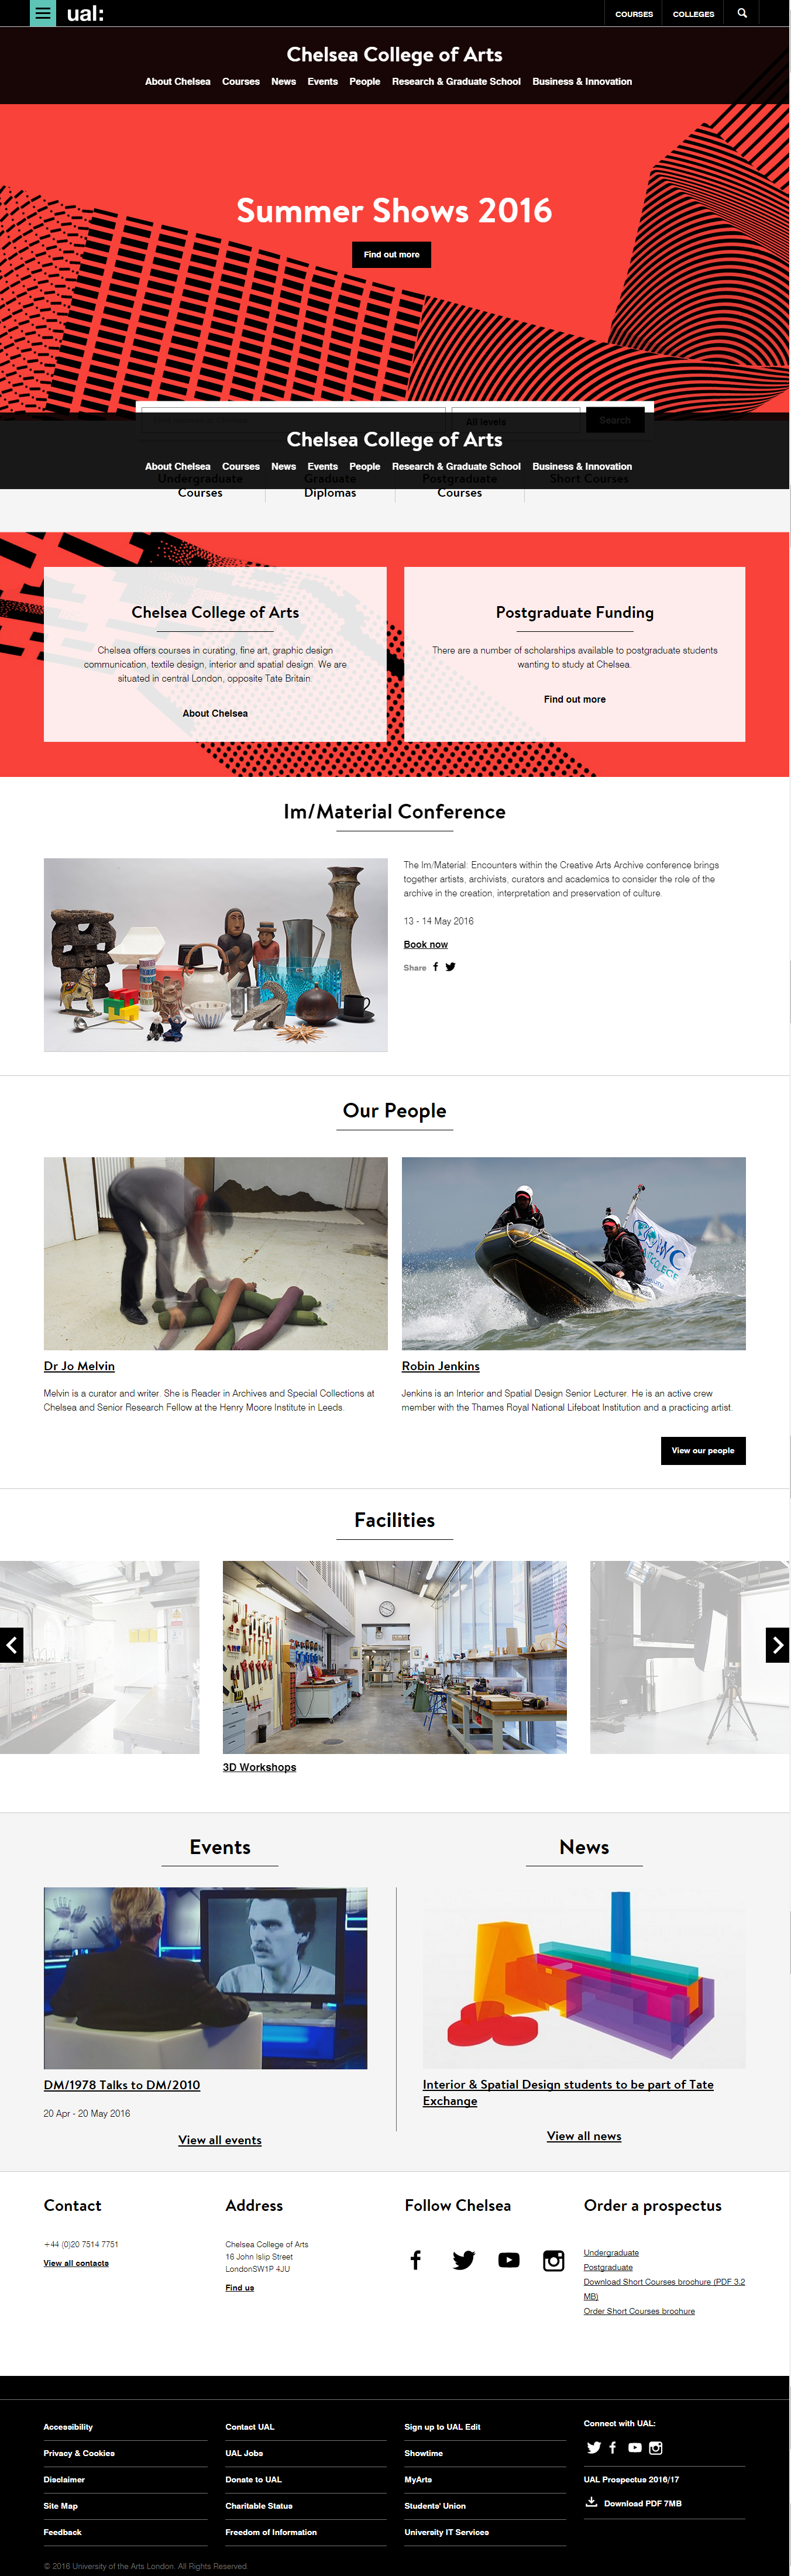 ual:
COURSES
COLLEGES
Chelsea College of Arts
About Chelsea Courses News Events People Research & Graduate School Business & Innovation
Summer Shows 2016
Find out more
All levels
Search
Chelsea College of Arts
About Chelsea Courses News Events People Research & Graduate School Business & Innovation
Undergraduate
Courses
Graduate
Diplomas
Postgraduate
Courses
Short Courses
Chelsea College of Arts
Chelsea offers courses in curating, fine art, graphic design
communication, textile design, interior and spatial design. We are
situated in central London, opposite Tate Britain
About Chelsea
Postgraduate Funding
There are a number of scholarships available to postgraduate students
wanting to study at Chelsea.
Find out more
Im/Material Conference
The Im/Material: Encounters within the Creative Arts Archive conference brings
together artists, archivists, curators and academics to consider the role of the
archive in the creation, interpretation and preservation of culture.
13 - 14 May 2016
Book now
Share
Our People
Dr Jo Melvin
Melvin is a curator and writer. She is Reader in Archives and Special Collections at
Chelsea and Senior Research Fellow at the Henry Moore Institute in Leeds.
Robin Jenkins
Jenkins is an Interior and Spatial Design Senior Lecturer. He is an active crew
member with the Thames Royal National Lifeboat Institution and a practicing artist.
View our people
Facilities
3D Workshops
Events
DM/1978 Talks to DM/2010
20 Apr - 20 May 2016
View all events
News
Interior & Spatial Design students to be part of Tate
Exchange
View all news
Contact
+44 (0)20 7514 7751
View all contacts
Address
Chelsea College of Arts
16 John Islip Street
LondonSW1P 4JU
Find us
Follow Chelsea
Order a prospectus
Undergraduate
Postgraduate
Download Short Courses brochure (PDF 3.2
MB)
Order Short Courses brochure
Accessibility
Privacy & Cookies
Disclaimer
Site Map
Feedback
Contact UAL
UAL Jobs
Donate to UAL
Charitable Status
Freedom of Information
Sign up to UAL Edit
Showtime
MyArts
Students' Union
University IT Services
Connect with UAL:
UAL Prospectus 2016/17
Download PDF 7MB
© 2016 University of the Arts London. All Rights Reserved.